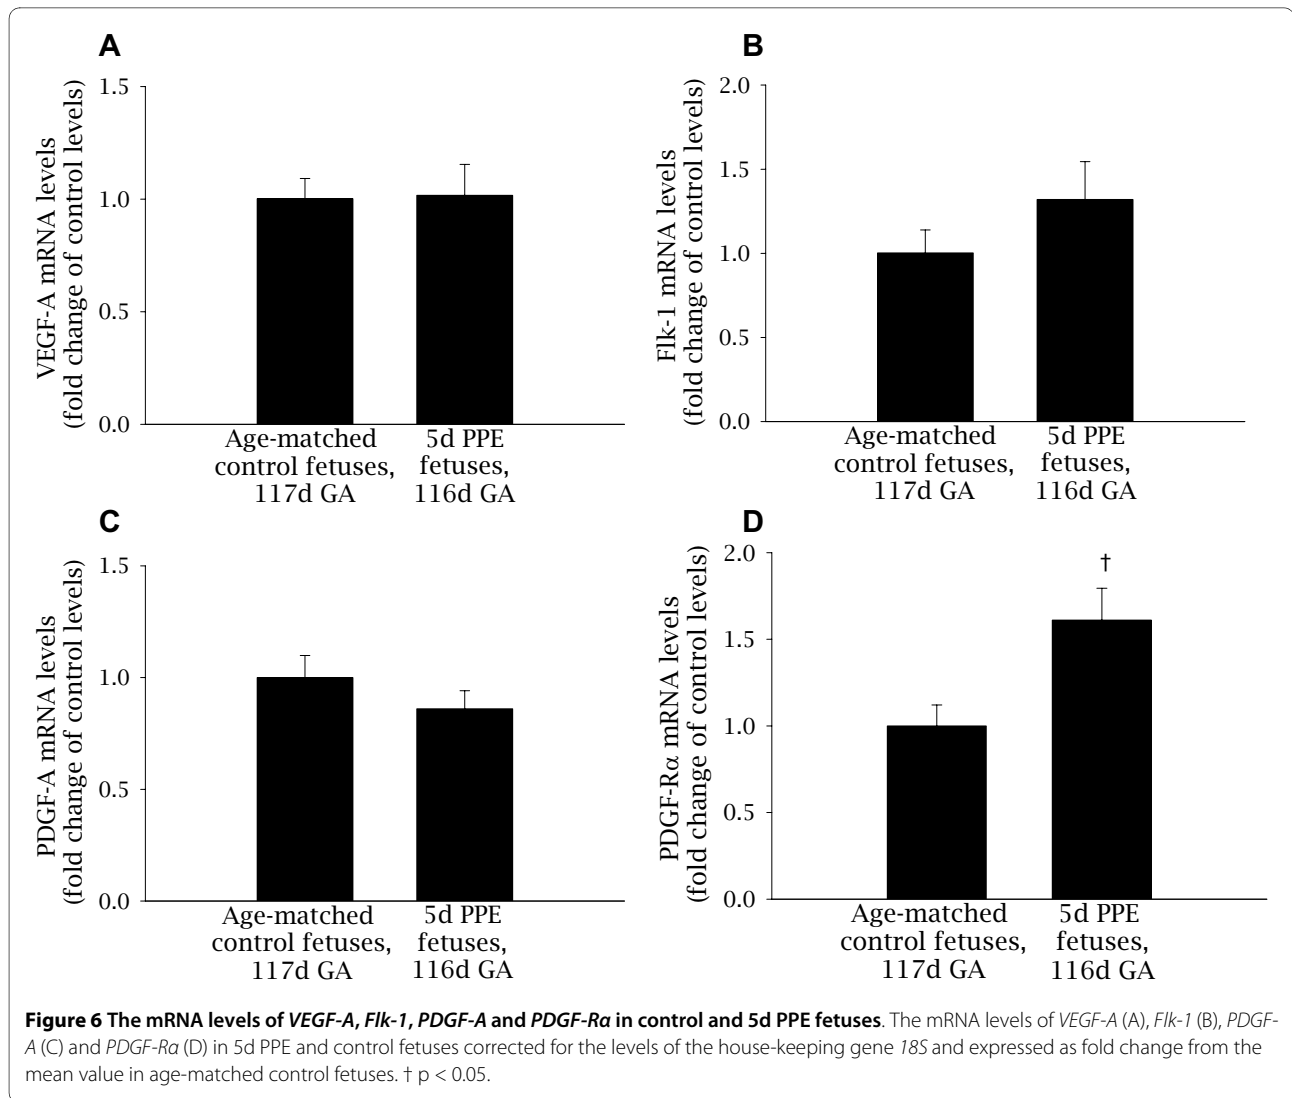 A
VEGF-A mRNA levels
(fold change of control levels)
1.5
1.0
0.5
0.0
Age-matched
control fetuses,
117d GA
5d PPE
fetuses,
116d GA
B
Flk-1 mRNA levels
(fold change of control levels)
2.0
1.5
1.0
0.5
0.0
Age-matched
control fetuses,
117d GA
5d PPE
fetuses,
116d GA
C
PDGF-A mRNA levels
(fold change of control levels)
1.5
1.0
0.5
0.0
Age-matched
control fetuses,
117d GA
5d PPE
fetuses,
116d GA
D
PDGF-Rα mRNA levels
(fold change of control levels)
2.0
1.5
1.0
0.5
0.0
†
Age-matched
control fetuses,
117d GA
5d PPE
fetuses,
116d GA
Figure 6 The mRNA levels of VEGF-A, Flk-1, PDGF-A and PDGF-Rα in control and 5d PPE fetuses. The mRNA levels of VEGF-A (A), Flk-1 (B), PDGF-
A (C) and PDGF-Rα (D) in 5d PPE and control fetuses corrected for the levels of the house-keeping gene 18S and expressed as fold change from the
mean value in age-matched control fetuses. † p < 0.05.